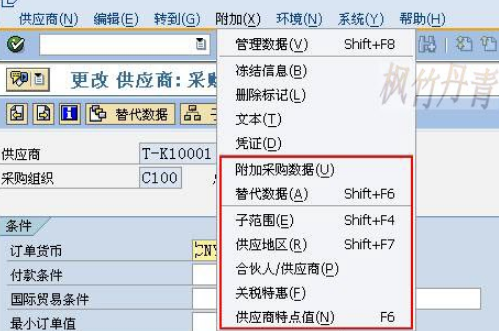 供应商(N) 编辑(E) 转到(G) 附加(X) 环境(N) 系统(Y) 帮助(H)
管理数据(V) Shift+F8
冻结信息(B)
删除标记(L)
文本(T)
凭证(D)
附加采购数据(U)
替代数据(A) Shift+F6
子范围(E) Shift+F4
供应地区(R) Shift+F7
合伙人/供应商(P)
关税特惠(F)
供应商特点值(N) F6
枫竹丹青
更改 供应商: 采
替代数据
供应商 T-K10001
采购组织 C100
条件
订单货币
付款条件
国际贸易条件
最小订单值